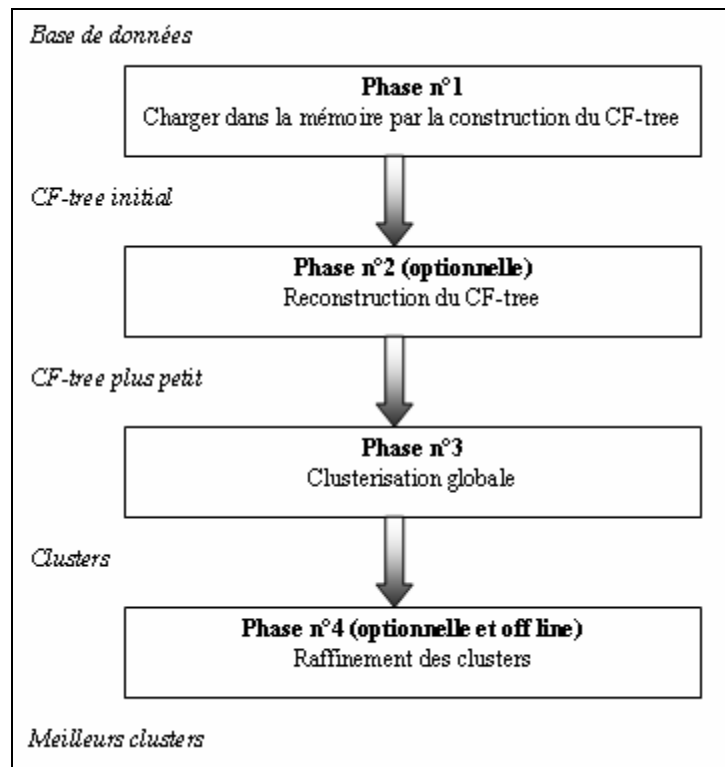 Base de données
Phase n°1
Charger dans la mémoire par la construction du CF-tree
CF-tree initial
Phase n°2 (optionnelle)
Reconstruction du CF-tree
CF-tree plus petit
Phase n°3
Clusterisation globale
Clusters
Phase n°4 (optionnelle et off line)
Raffinement des clusters
Meilleurs clusters